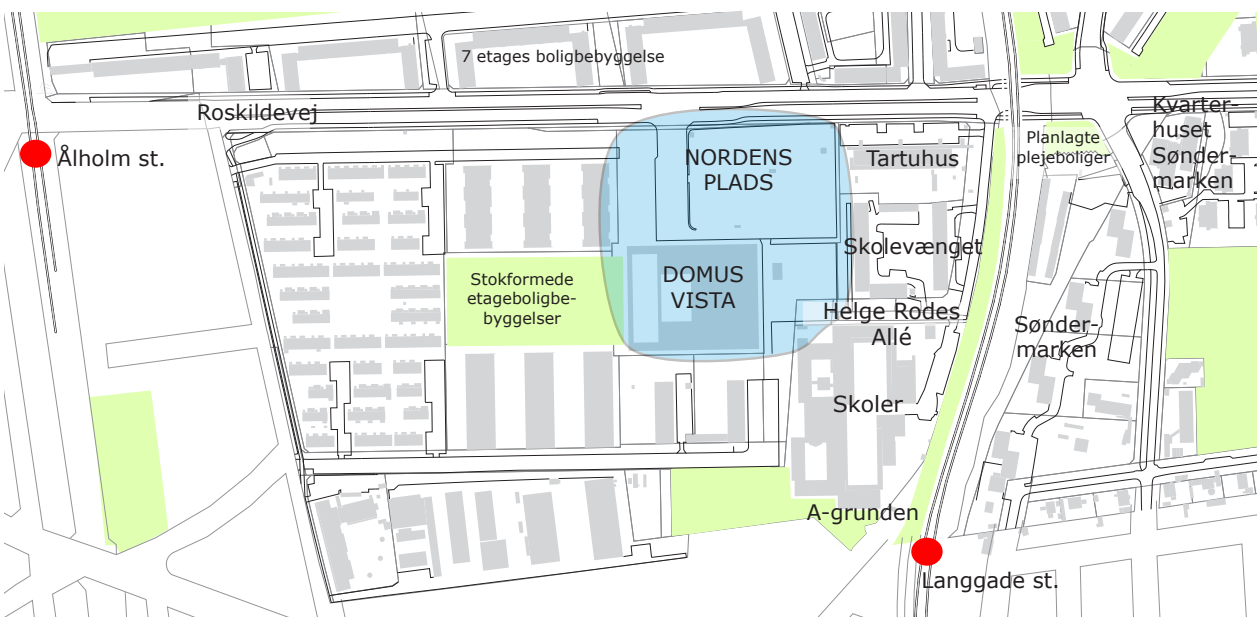 7 etages boligbebyggelse
Roskildevej
Ålholm st.
NORDENS
PLADS
Tartuhus
Planlagte
plejeboliger
Kvarter-
huset
Sønder-
marken
Skolevænget
Stokformede
etageboligbe-
byggelser
DOMUS
VISTA
Helge Rodes
Allé
Sønder-
marken
Skoler
A-grunden
Langgade st.